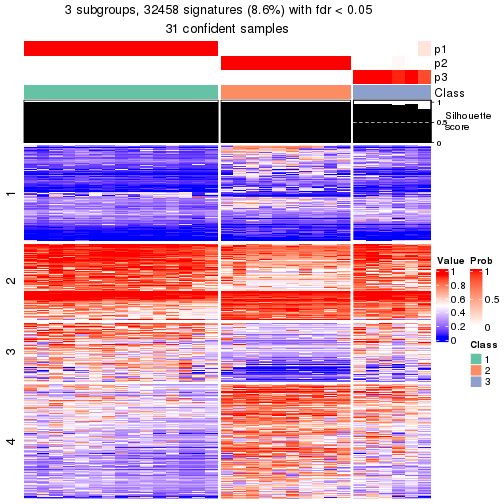 3 subgroups, 32458 signatures (8.6%) with fdr < 0.05
31 confident samples
p1
p2
p3
Class
1
0.5
0
Silhouette
score
1
2
3
4
Value
1
0.8
0.6
0.4
0.2
0
Prob
1
0.5
0
Class
1
2
3